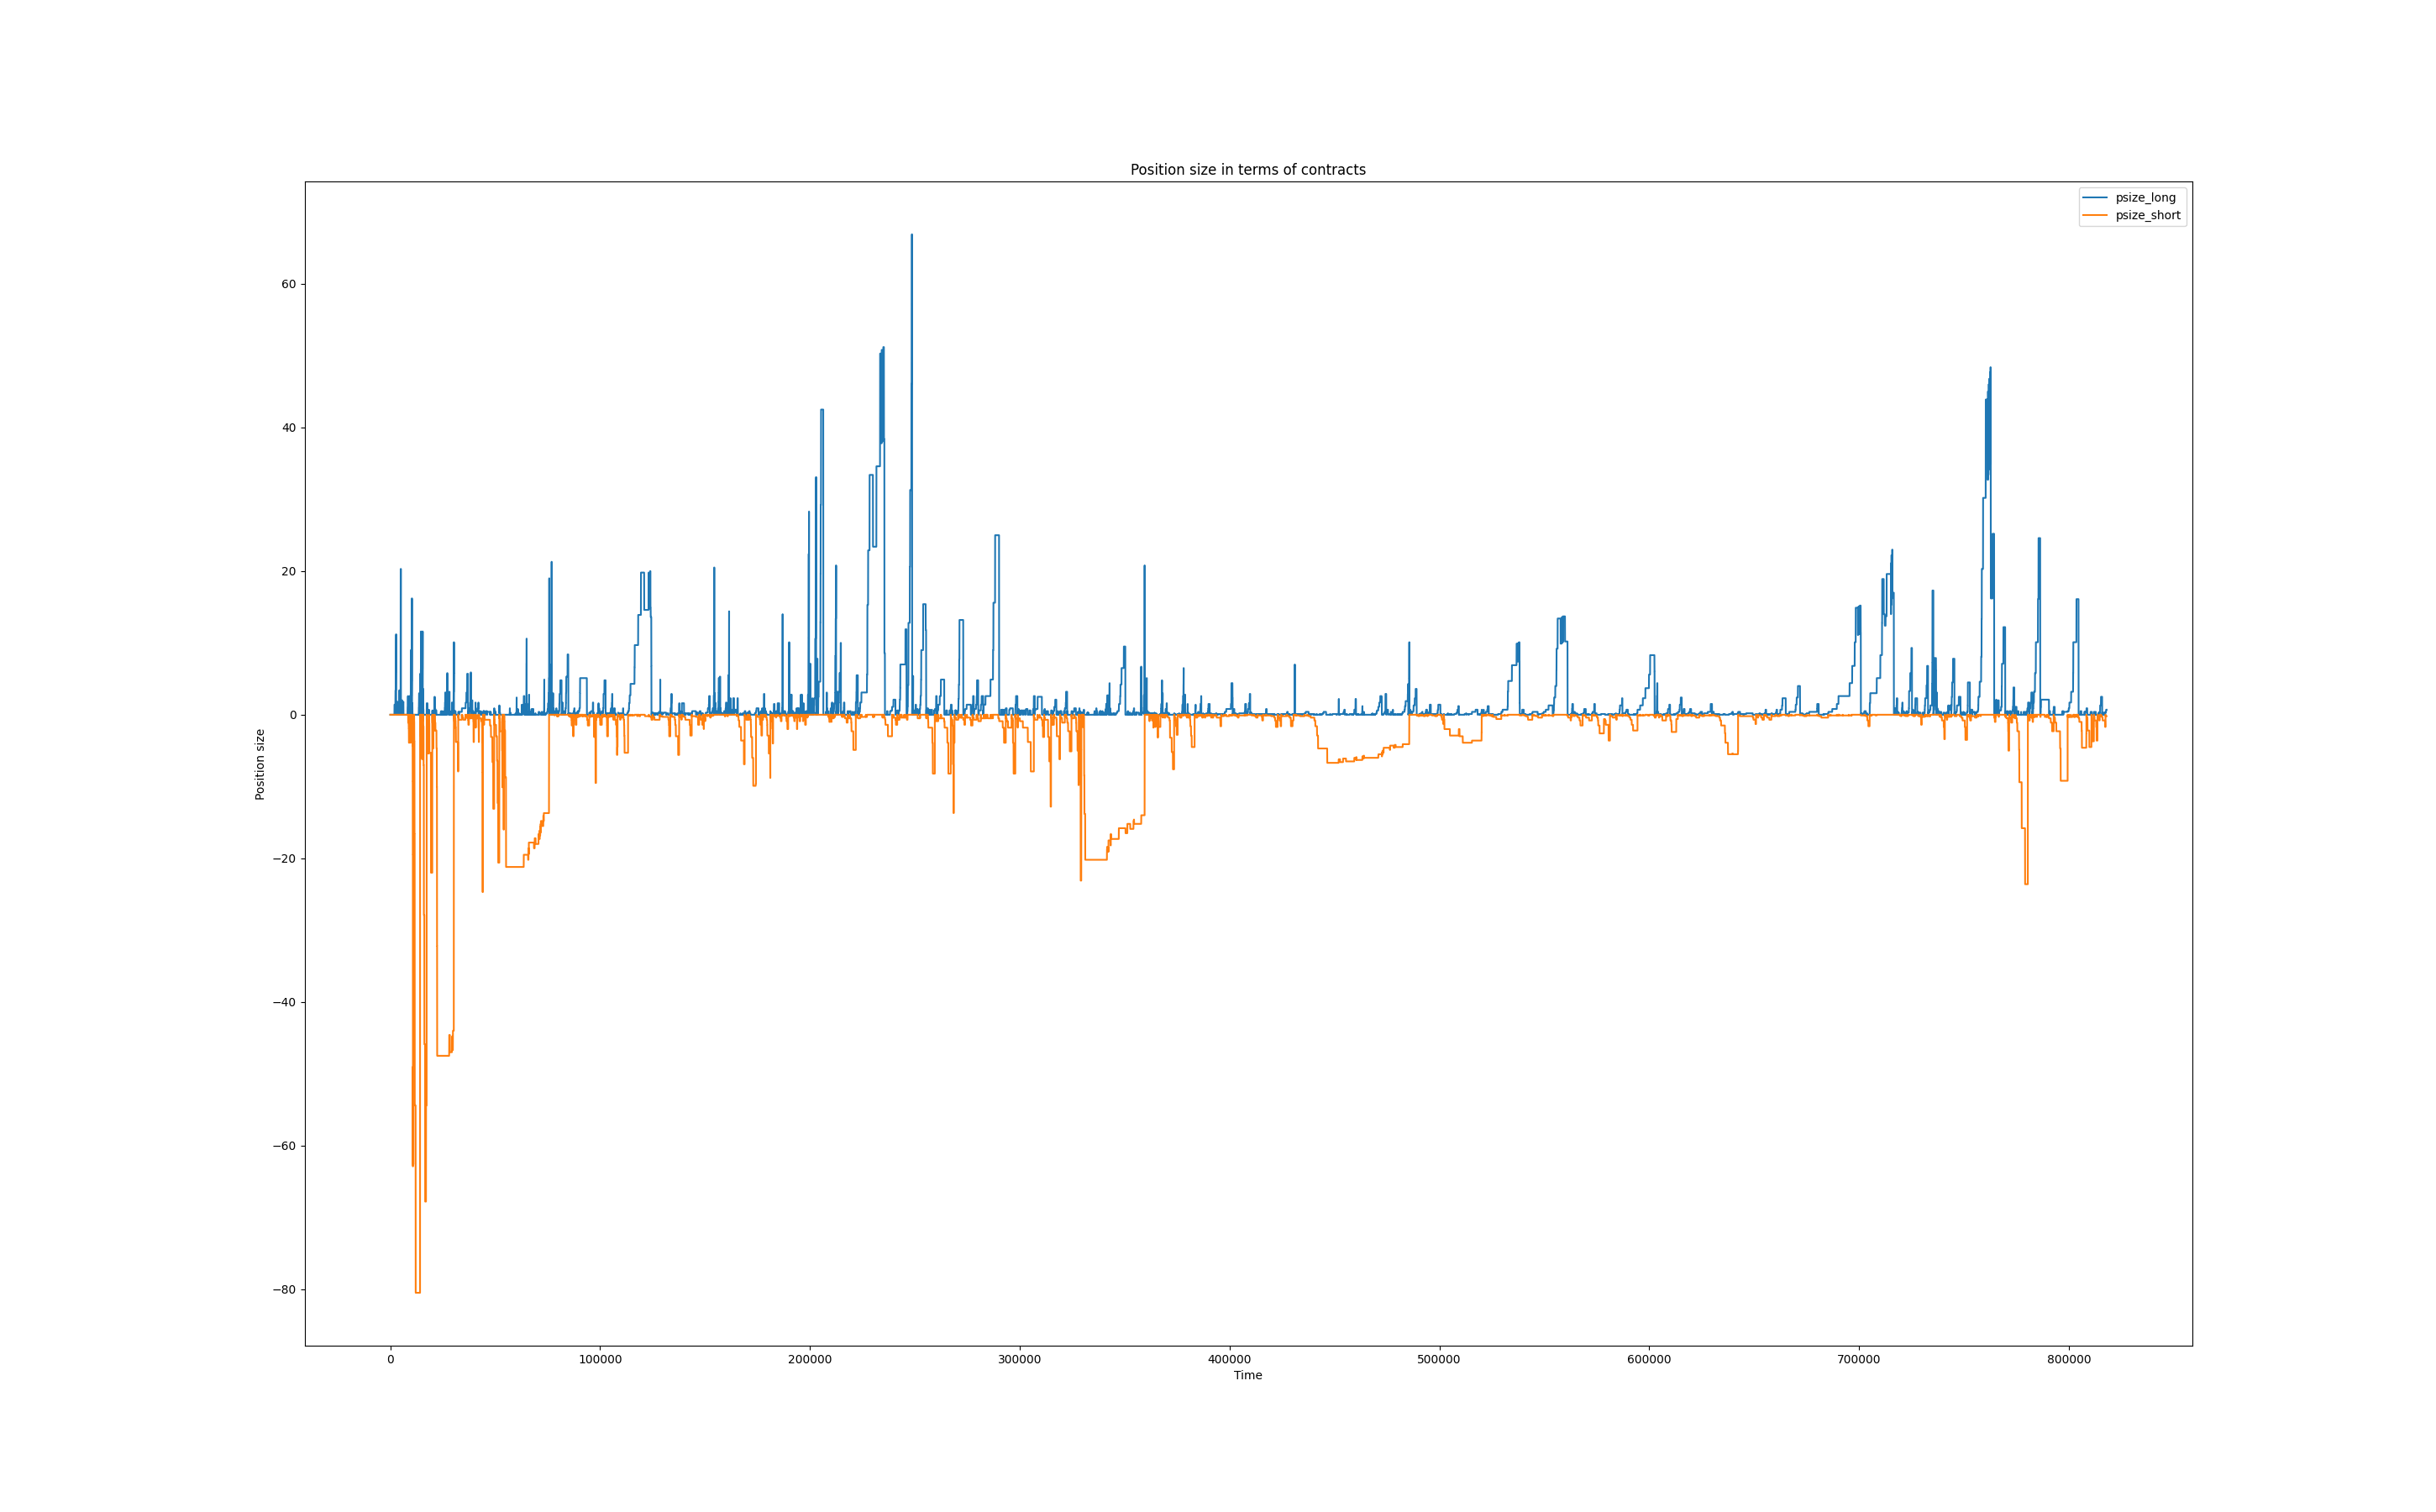 Position size in terms of contracts
psize_long
psize_short
60
40
20
0
−20
−40
−60
−80
Position size
0 100000 200000 300000 400000 500000 600000 700000 800000
Time